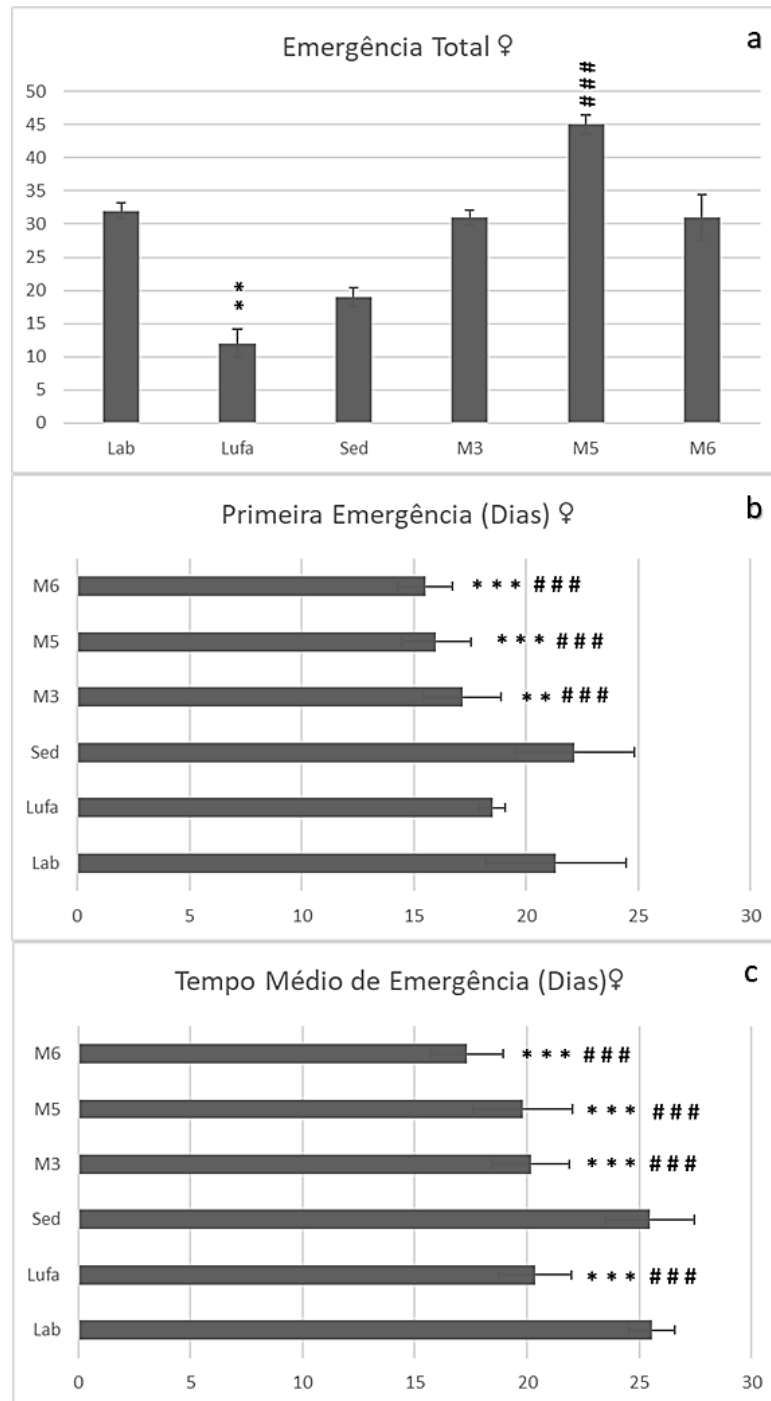 Emergência Total ♀
a
###
50
45
40
35
30
25
20
15
10
5
0
**
Lab Lufa Sed M3 M5 M6
Primeira Emergência (Dias) ♀
b
M6 * * * # # #
M5 * * * # # #
M3 * * # # #
Sed
Lufa
Lab
0 5 10 15 20 25 30
Tempo Médio de Emergência (Dias)♀
c
M6 * * * # # #
M5 * * * # # #
M3 * * * # # #
Sed
Lufa * * * # # #
Lab
0 5 10 15 20 25 30